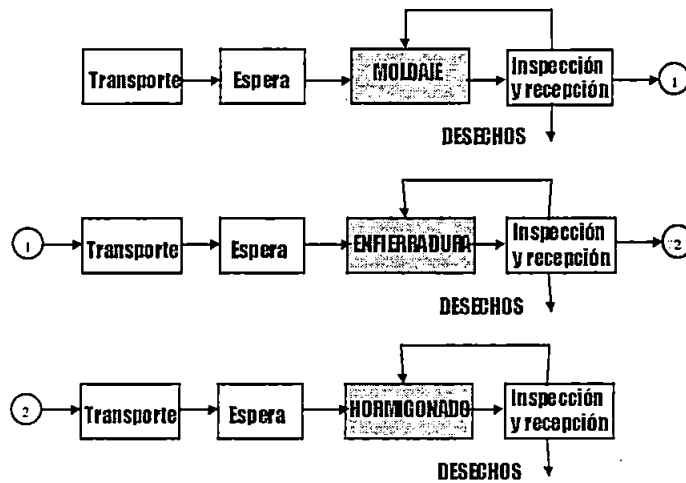 Transporte
Espera
MOLDAJE
Inspección
y recepción
1
DESECHOS
1
Transporte
Espera
ENFIERRADURA
Inspección
y recepción
2
DESECHOS
2
Transporte
Espera
HORMIGONADO
Inspección
y recepción
DESECHOS